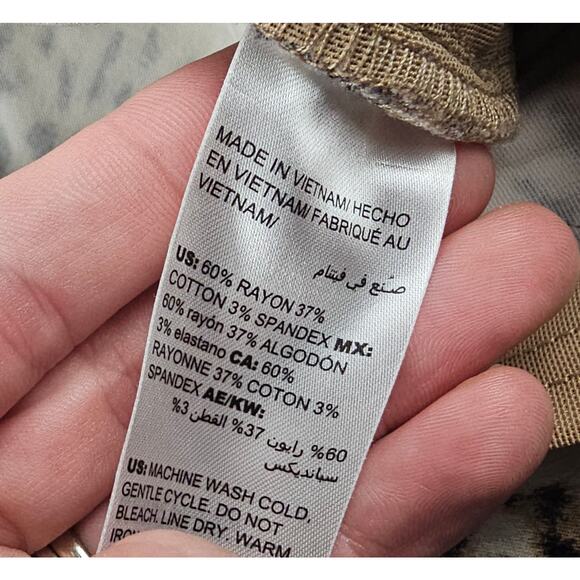 MADE IN VIETNAM/ HECHO
EN VIETNAM/ FABRIQUÉ AU
VIETNAM/
صنع في فيتنام
US: 60% RAYON 37%
COTTON 3% SPANDEX MX:
60% rayón 37% ALGODÓN
3% elastano CA: 60%
RAYONNE 37% COTON 3%
SPANDEX AE/KW:
60% رايون 37% القطن 3%
سباندكس
US: MACHINE WASH COLD,
GENTLE CYCLE. DO NOT
BLEACH. LINE DRY. WARM